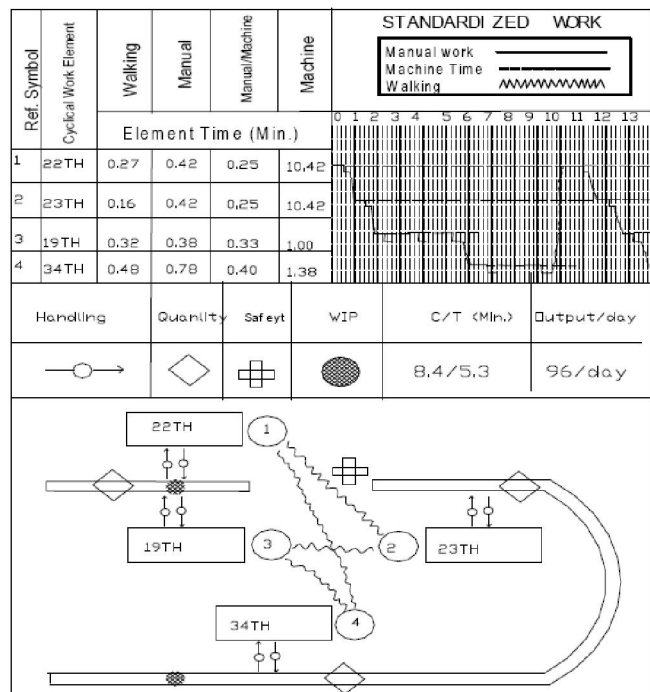 STANDARDI ZED WORK
Manual work
Machine Time
Walking
Ref. Symbol
Cyclical Work Element
Walking
Manual
Manual/Machine
Machine
Element Time (Min.)
0 1 2 3 4 5 6 7 8 9 10 11 12 13
1 22TH 0.27 0.42 0.25 10.42
2 23TH 0.16 0.42 0,25 10.42
3 19TH 0.32 0.38 0.33 1.00
4 34TH 0.48 0.78 0.40 1.38
Handling Quanlity Safeyt WIP C/T (Min.) Output/day
8.4/5.3 96/day
22TH 1
19TH 3 2 23TH
34TH 4